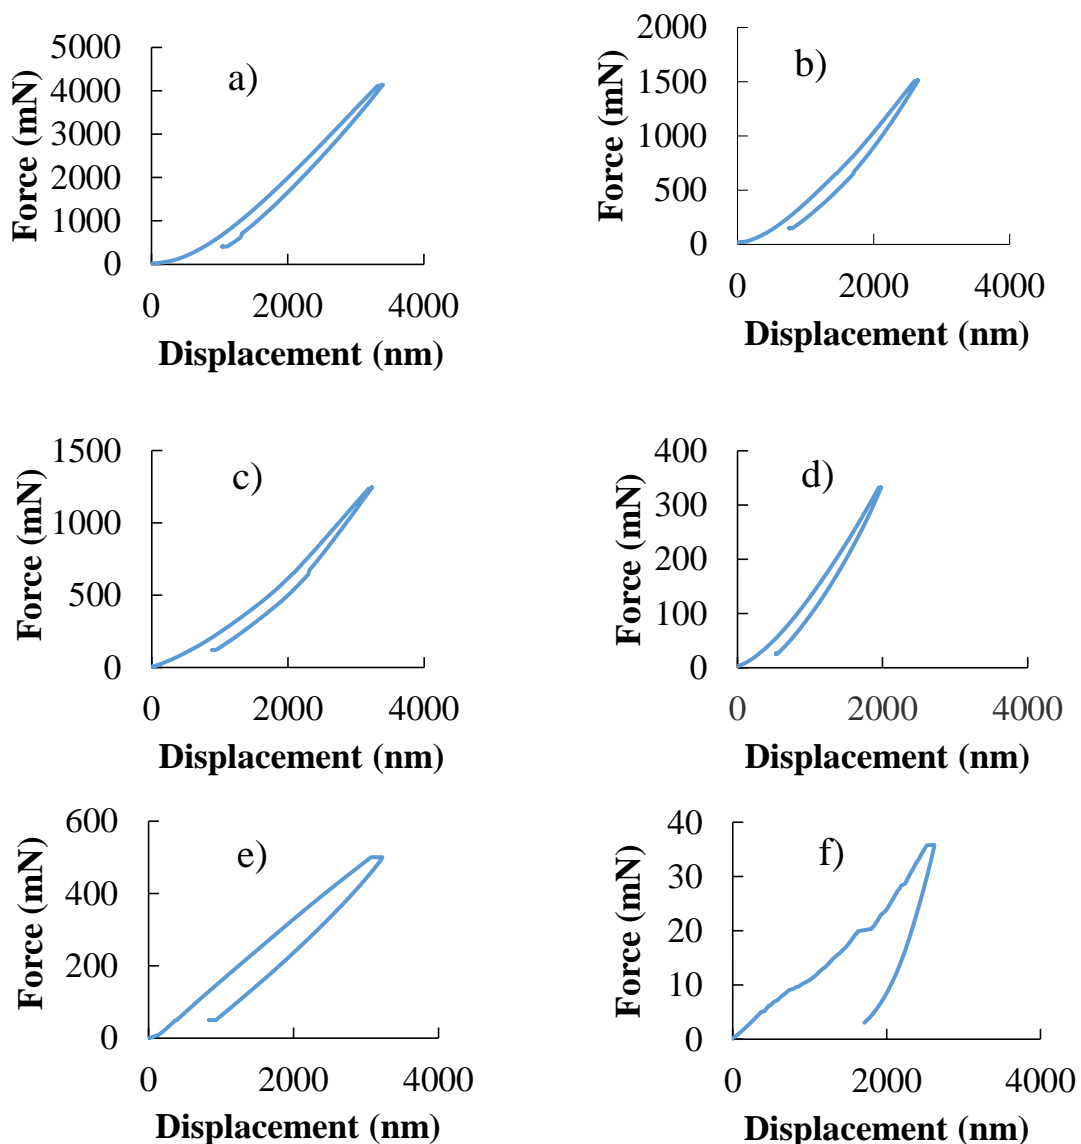 a)
Force (mN)
5000
4000
3000
2000
1000
0
0 2000 4000
Displacement (nm)
b)
Force (mN)
2000
1500
1000
500
0
0 2000 4000
Displacement (nm)
c)
Force (mN)
1500
1000
500
0
0 2000 4000
Displacement (nm)
d)
Force (mN)
400
300
200
100
0
0 2000 4000
Displacement (nm)
e)
Force (mN)
600
400
200
0
0 2000 4000
Displacement (nm)
f)
Force (mN)
40
30
20
10
0
0 2000 4000
Displacement (nm)